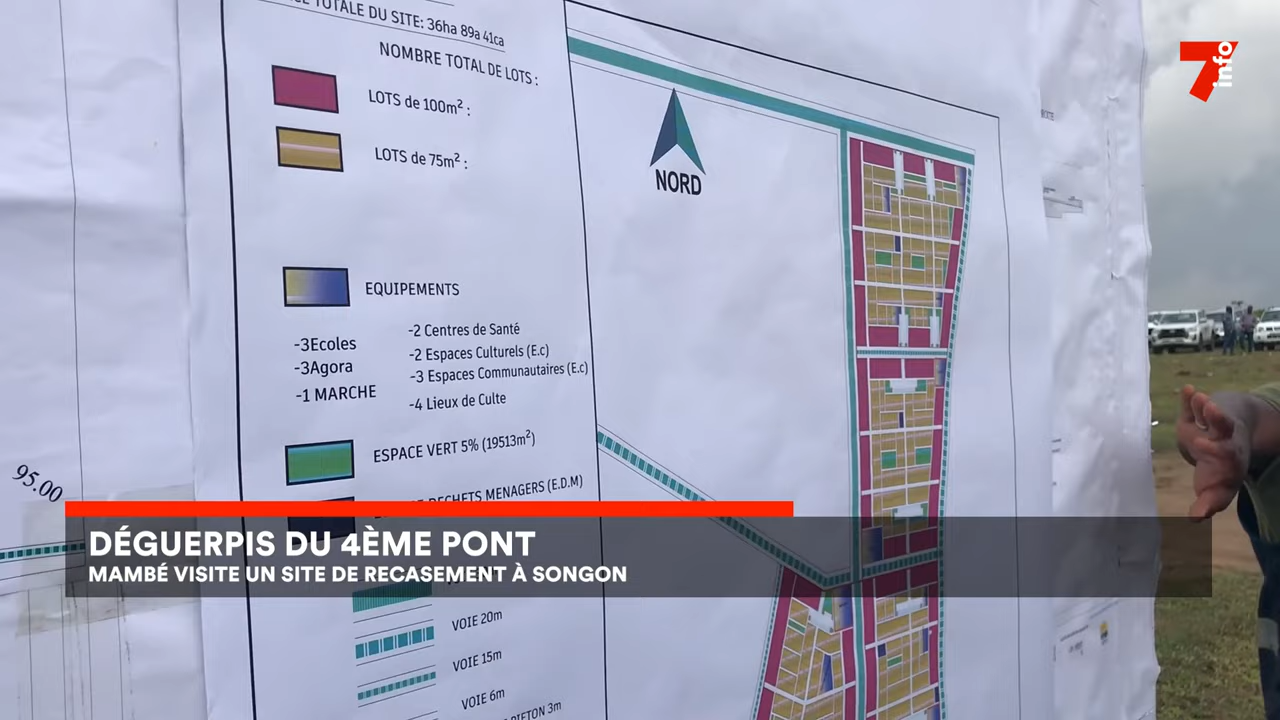 TOTALE DU SITE: 36ha 89a 41ca
NOMBRE TOTAL DE LOTS :
LOTS de 100m² :
LOTS de 75m² :
EQUIPEMENTS
-3Ecoles
-3Agora
-1 MARCHE
-2 Centres de Santé
-2 Espaces Culturels (E.c)
-3 Espaces Communautaires (E.c)
-4 Lieux de Culte
ESPACE VERT 5% (19513m²)
DECHETS MENAGERS (E.D.M)
VOIE 20m
VOIE 15m
VOIE 6m
PIETON 3m
NORD
95.00
7info
DÉGUERPIS DU 4ÈME PONT
MAMBÉ VISITE UN SITE DE RECASEMENT À SONGON